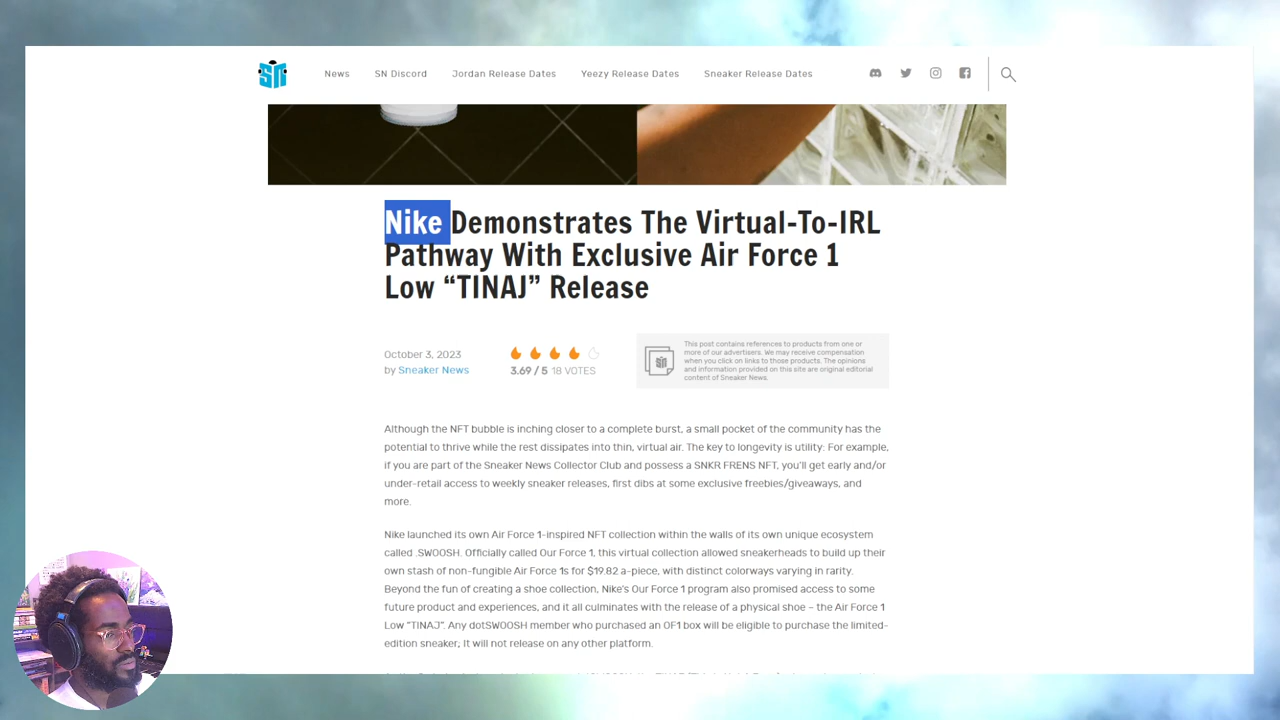 SN
News
SN Discord
Jordan Release Dates
Yeezy Release Dates
Sneaker Release Dates
Nike Demonstrates The Virtual-To-IRL
Pathway With Exclusive Air Force 1
Low “TINAJ” Release
October 3, 2023
by Sneaker News
3.69 / 5 18 VOTES
This post contains references to products from one or
more of our advertisers. We may receive compensation
when you click on links to those products. The opinions
and information provided on this site are original editorial
content of Sneaker News.
Although the NFT bubble is inching closer to a complete burst, a small pocket of the community has the
potential to thrive while the rest dissipates into thin, virtual air. The key to longevity is utility: For example,
if you are part of the Sneaker News Collector Club and possess a SNKR FRENS NFT, you’ll get early and/or
under-retail access to weekly sneaker releases, first dibs at some exclusive freebies/giveaways, and
more.
Nike launched its own Air Force 1-inspired NFT collection within the walls of its own unique ecosystem
called .SWOOSH. Officially called Our Force 1, this virtual collection allowed sneakerheads to build up their
own stash of non-fungible Air Force 1s for $19.82 a-piece, with distinct colorways varying in rarity.
Beyond the fun of creating a shoe collection, Nike’s Our Force 1 program also promised access to some
future product and experiences, and it all culminates with the release of a physical shoe – the Air Force 1
Low “TINAJ”. Any dotSWOOSH member who purchased an OF1 box will be eligible to purchase the limited-
edition sneaker; It will not release on any other platform.